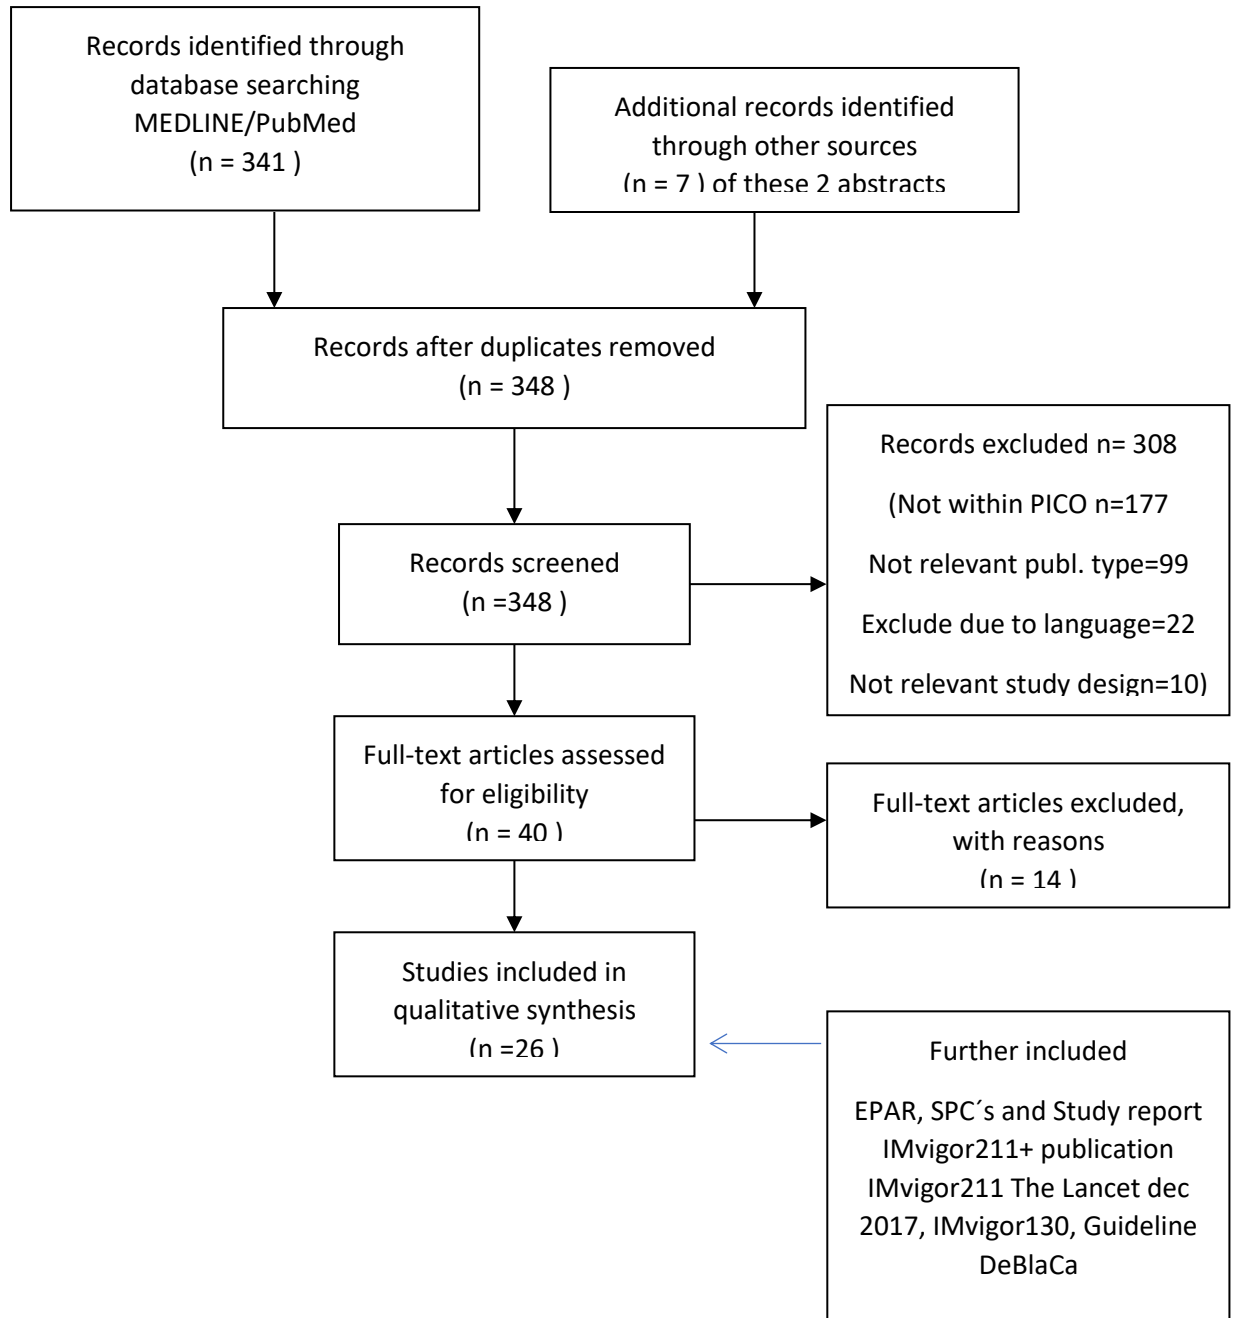 Records identified through
database searching
MEDLINE/PubMed
(n = 341 )
Additional records identified
through other sources
(n = 7 ) of these 2 abstracts
Records after duplicates removed
(n = 348 )
Records excluded n= 308
(Not within PICO n=177
Not relevant publ. type=99
Exclude due to language=22
Not relevant study design=10)
Records screened
(n =348 )
Full-text articles assessed
for eligibility
(n = 40 )
Full-text articles excluded,
with reasons
(n = 14 )
Studies included in
qualitative synthesis
(n =26 )
Further included
EPAR, SPC´s and Study report
IMvigor211+ publication
IMvigor211 The Lancet dec
2017, IMvigor130, Guideline
DeBlaCa